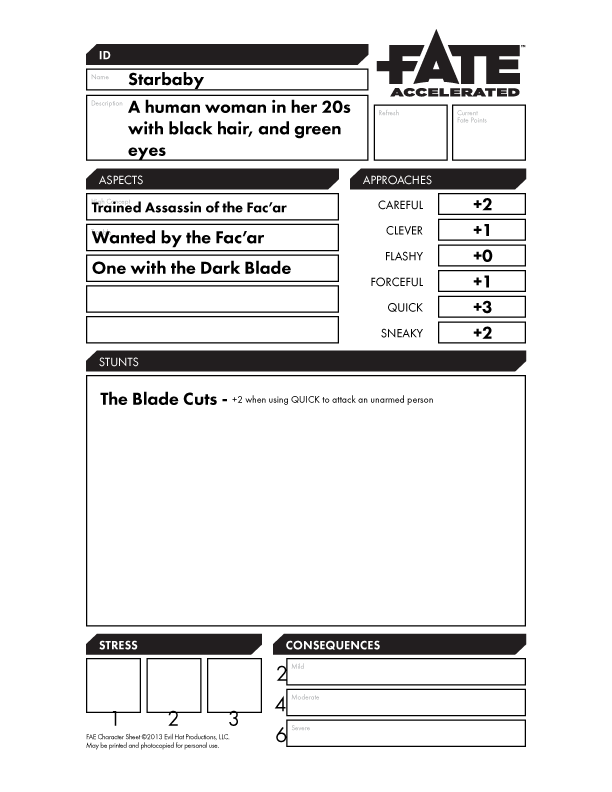 ID
FATE™
ACCELERATED
Name
Starbaby
Description
A human woman in her 20s
with black hair, and green
eyes
Refresh
Current
Fate Points
ASPECTS
High Concept
Trained Assassin of the Fac'ar
Wanted by the Fac'ar
One with the Dark Blade
APPROACHES
CAREFUL +2
CLEVER +1
FLASHY +0
FORCEFUL +1
QUICK +3
SNEAKY +2
STUNTS
The Blade Cuts - +2 when using QUICK to attack an unarmed person
STRESS
1 2 3
CONSEQUENCES
2 Mild
4 Moderate
6 Severe
FAE Character Sheet ©2013 Evil Hat Productions, LLC.
May be printed and photocopied for personal use.